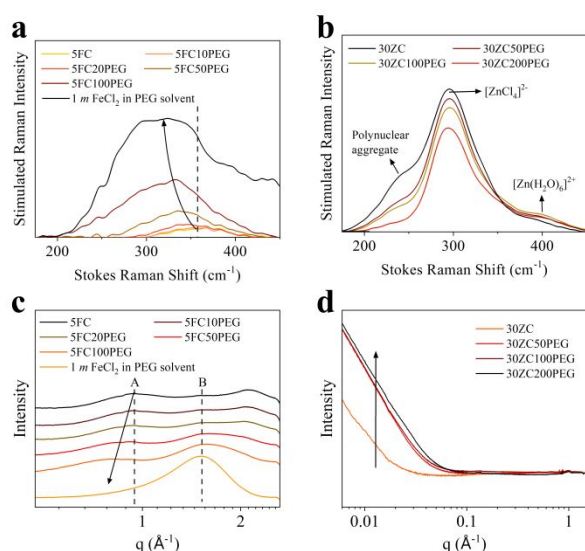 a
5FC
5FC10PEG
5FC20PEG
5FC50PEG
5FC100PEG
1 m FeCl2 in PEG solvent
Stimulated Raman Intensity
200
300
400
Stokes Raman Shift (cm-1)
b
30ZC
30ZC50PEG
30ZC100PEG
30ZC200PEG
[ZnCl4]2-
Polynuclear
aggregate
[Zn(H2O)6]2+
Stimulated Raman Intensity
200
300
400
Stokes Raman Shift (cm-1)
c
5FC
5FC10PEG
5FC20PEG
5FC50PEG
5FC100PEG
1 m FeCl2 in PEG solvent
A
B
Intensity
1
2
q (Å-1)
d
30ZC
30ZC50PEG
30ZC100PEG
30ZC200PEG
Intensity
0.01
0.1
1
q (Å-1)